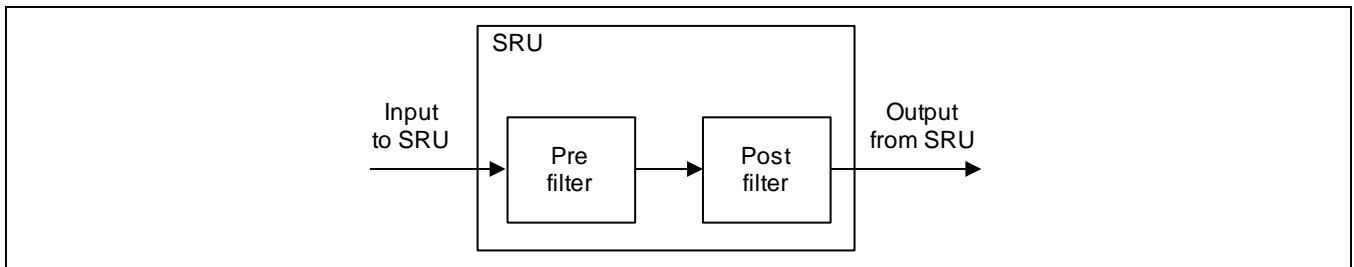 SRU
Input
to SRU
Pre
filter
Post
filter
Output
from SRU